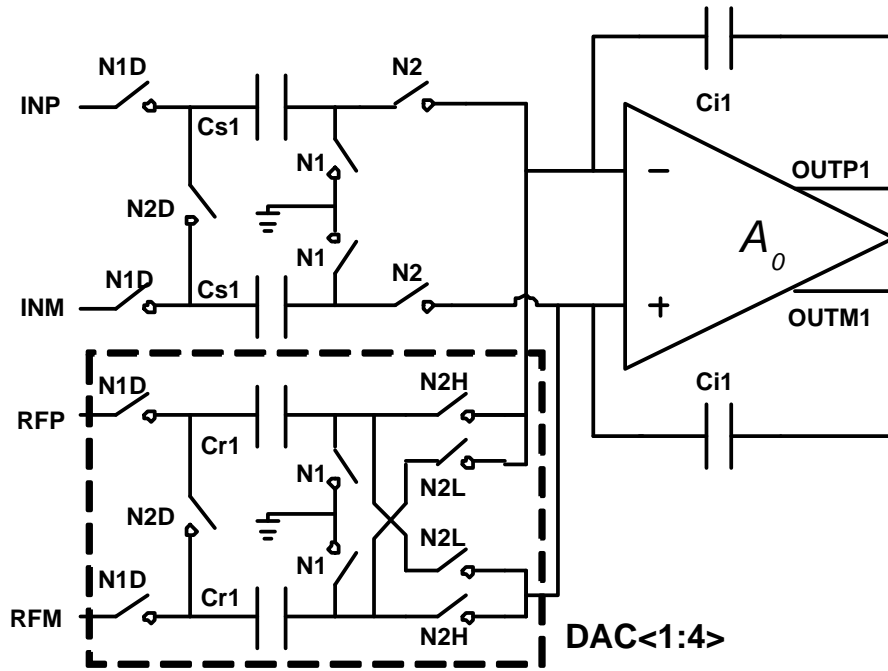 N1D
N2
INP
Cs1
Ci1
N1
OUTP1
−
N2D
A0
N1
N1D
Cs1
N2
INM
+
OUTM1
N1D
N2H
RFP
Cr1
Ci1
N1
N2L
N2D
N2L
N1D
N1
Cr1
RFM
N2H
DAC<1:4>